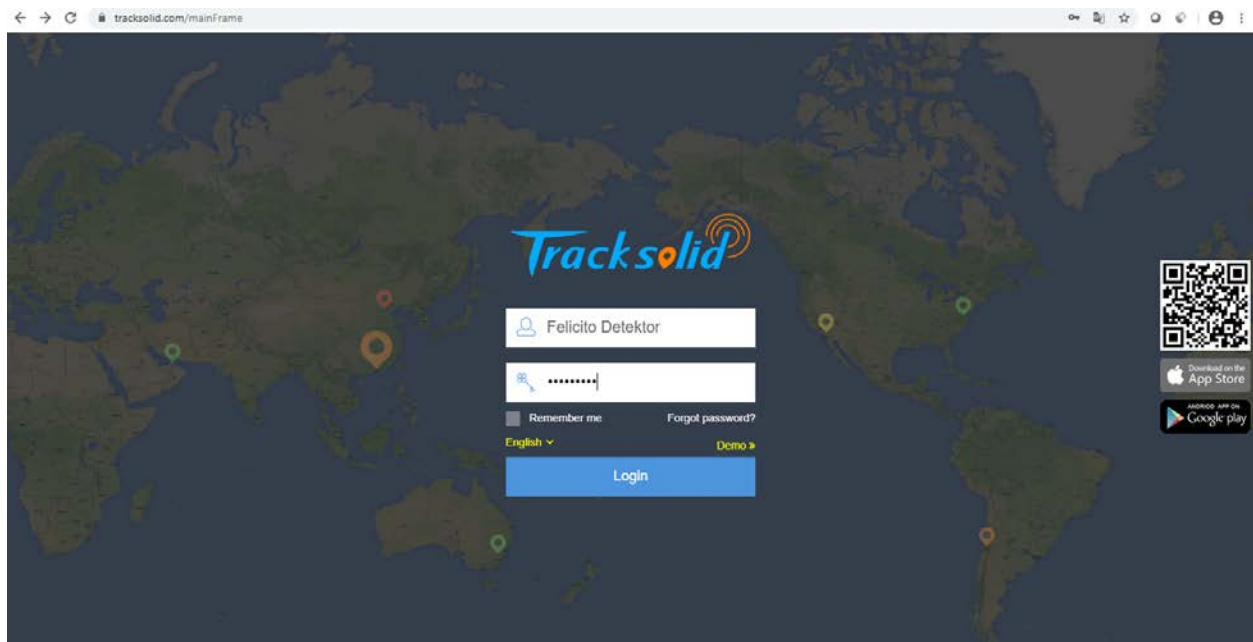 tracksolid.com/mainFrame
Tracksolid
Felicito Detektor
•••••••••
Remember me
Forgot password?
English
Demo »
Login
Download on the
App Store
ANDROID APP ON
Google play